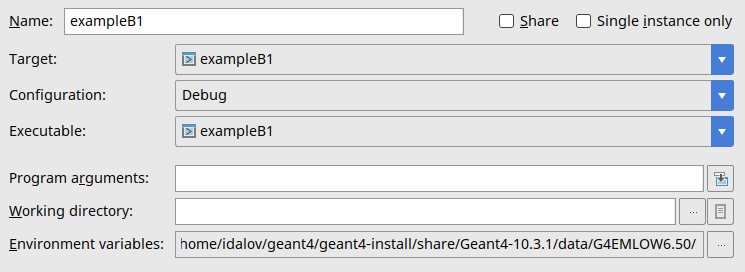 Name: exampleB1 Share Single instance only
Target: exampleB1
Configuration: Debug
Executable: exampleB1
Program arguments:
Working directory: ...
Environment variables: home/idalov/geant4/geant4-install/share/Geant4-10.3.1/data/G4EMLOW6.50/ ...